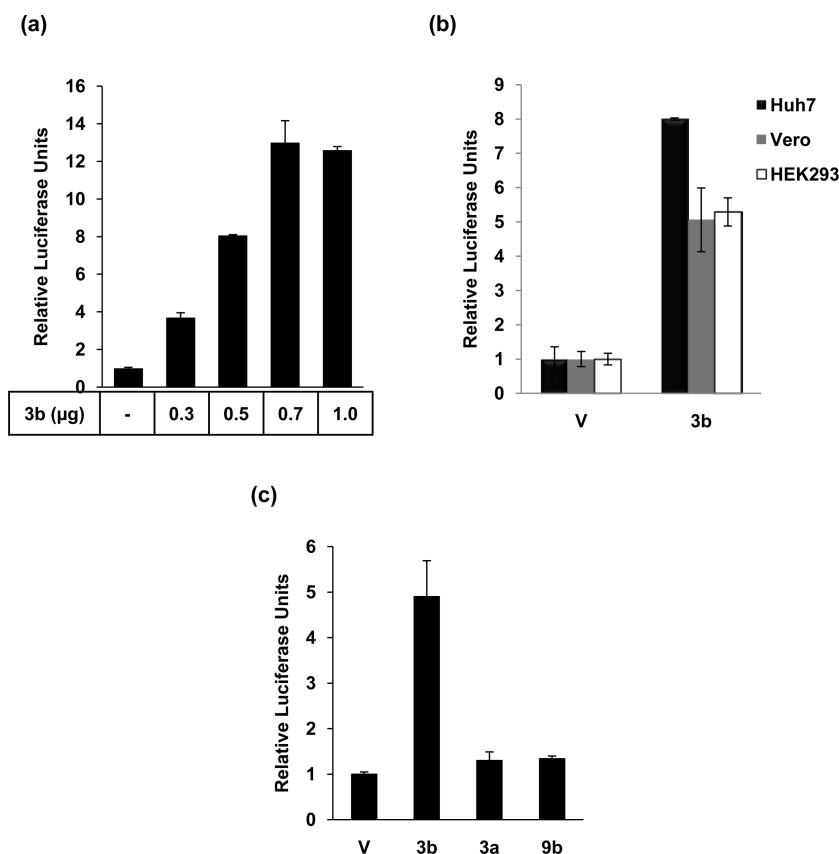 (a)
Relative Luciferase Units
16
14
12
10
8
6
4
2
0
3b (µg) - 0.3 0.5 0.7 1.0
(b)
Relative Luciferase Units
9
8
7
6
5
4
3
2
1
0
V 3b
Huh7
Vero
HEK293
(c)
Relative Luciferase Units
6
5
4
3
2
1
0
V 3b 3a 9b